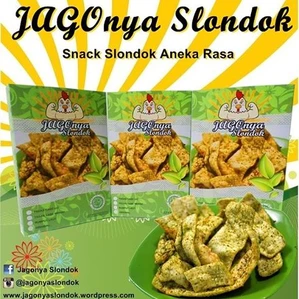 JAGOnya Slondok
Snack Slondok Aneka Rasa
JAGOnya
Slondok
JAGOnya
Slondok
JAGOnya
Slondok
Jagonya Slondok
@jagonyaslondok
www.jagonyaslondok.wordpress.com